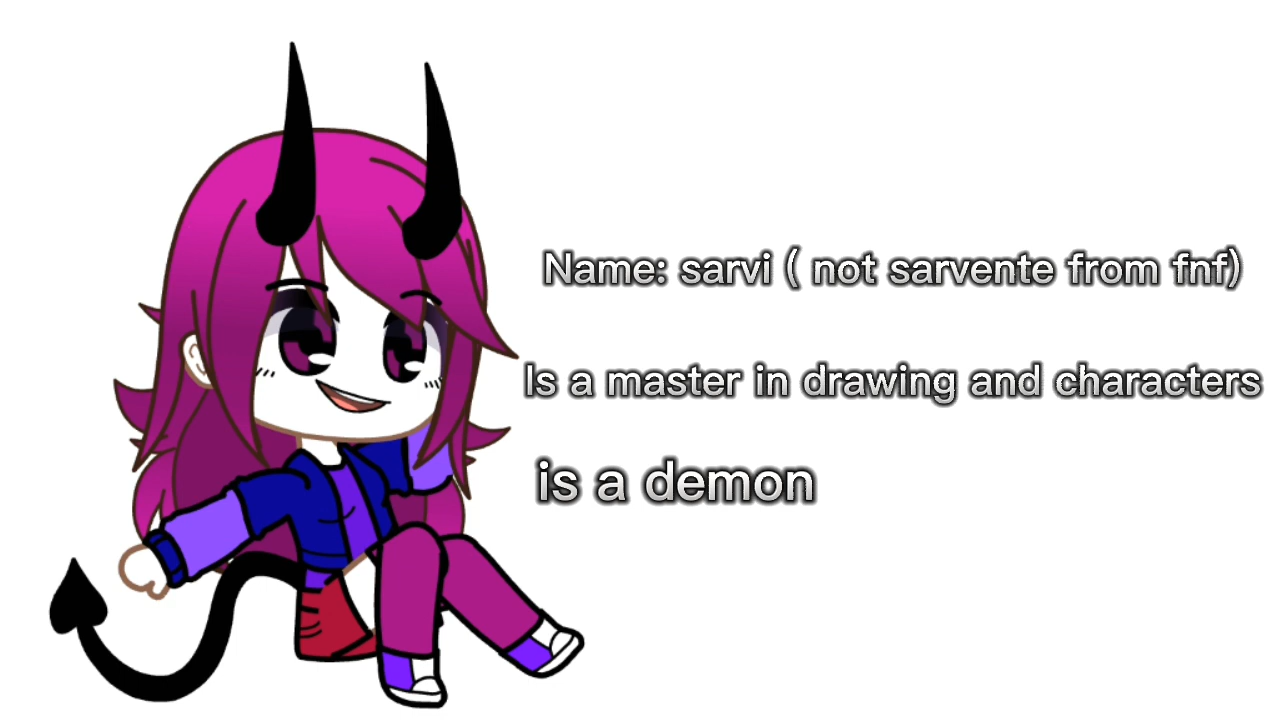 Name: sarvi ( not sarvente from fnf)
Is a master in drawing and characters
is a demon